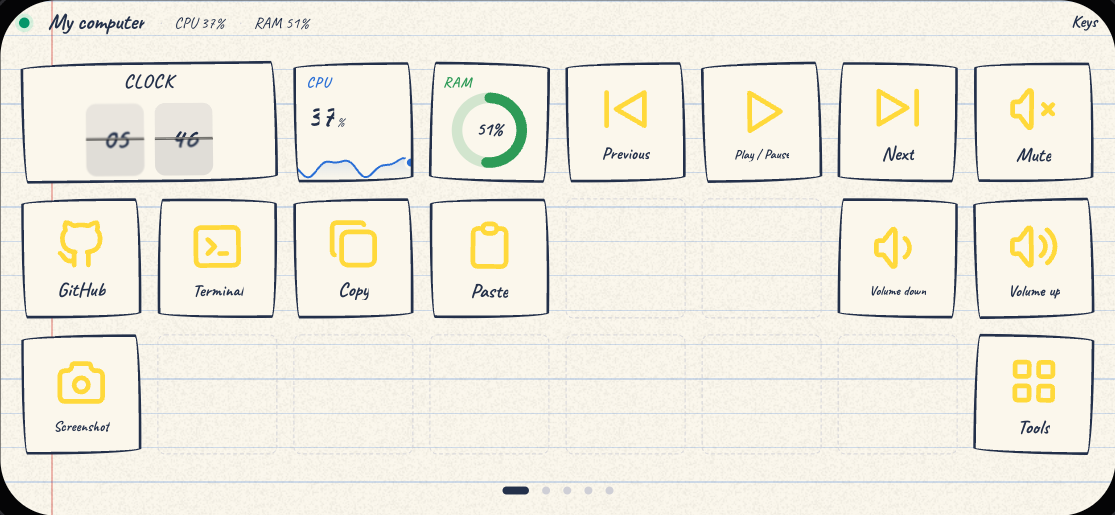 My computer CPU 37% RAM 51% Keys
CLOCK
05 46
CPU
37%
RAM
51%
Previous
Play / Pause
Next
Mute
GitHub
Terminal
Copy
Paste
Volume down
Volume up
Screenshot
Tools